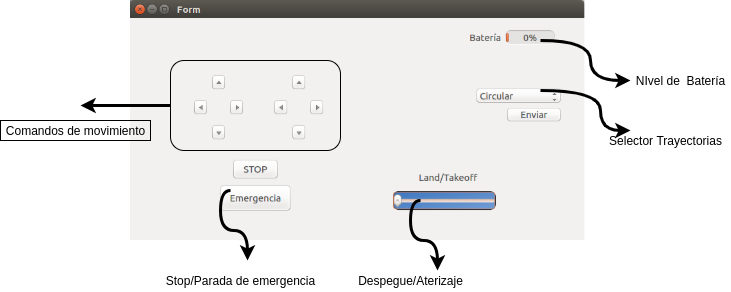 Form
Batería 0%
NIvel de Batería
Circular
Enviar
Comandos de movimiento
Selector Trayectorias
STOP
Land/Takeoff
Emergencia
Stop/Parada de emergencia
Despegue/Aterizaje